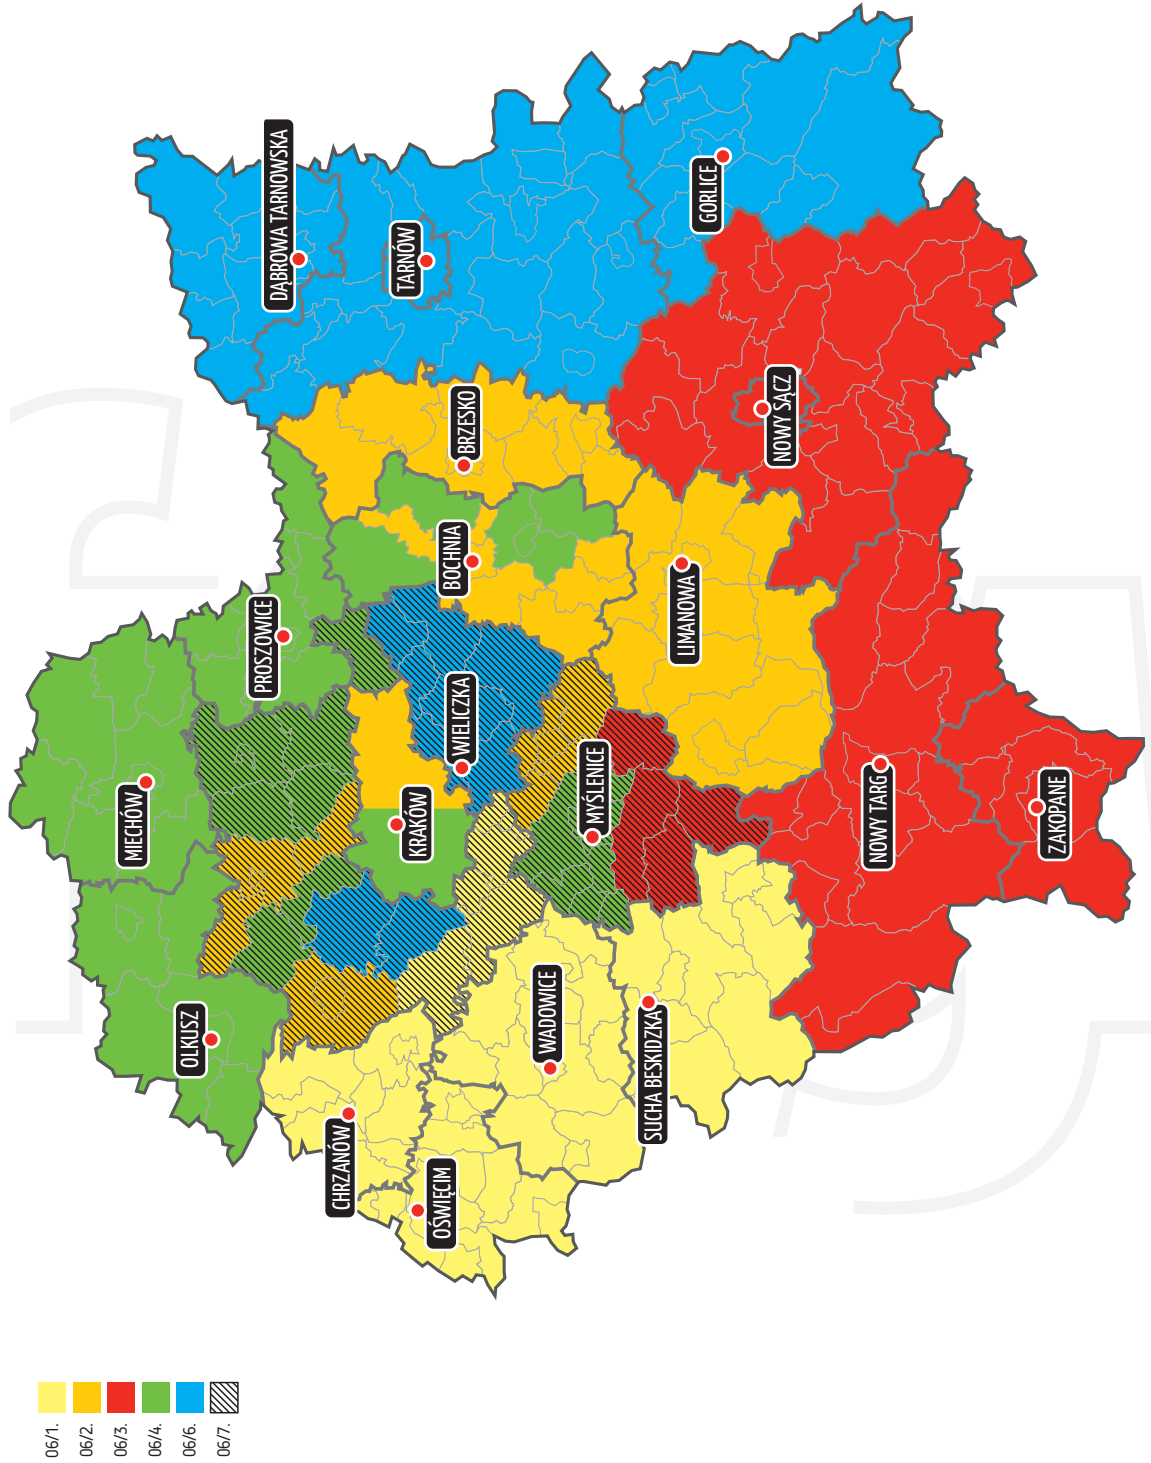 DĄBROWA TARNOWSKA
TARNÓW
GORLICE
BRZESKO
NOWY SĄCZ
BOCHNIA
LIMANOWA
PROSZOWICE
WIELICZKA
MIECHÓW
KRAKÓW
MYŚLENICE
NOWY TARG
ZAKOPANE
OLKUSZ
WADOWICE
SUCHA BESKIDZKA
CHRZANÓW
OŚWIĘCIM
06/1.
06/2.
06/3.
06/4.
06/6.
06/7.